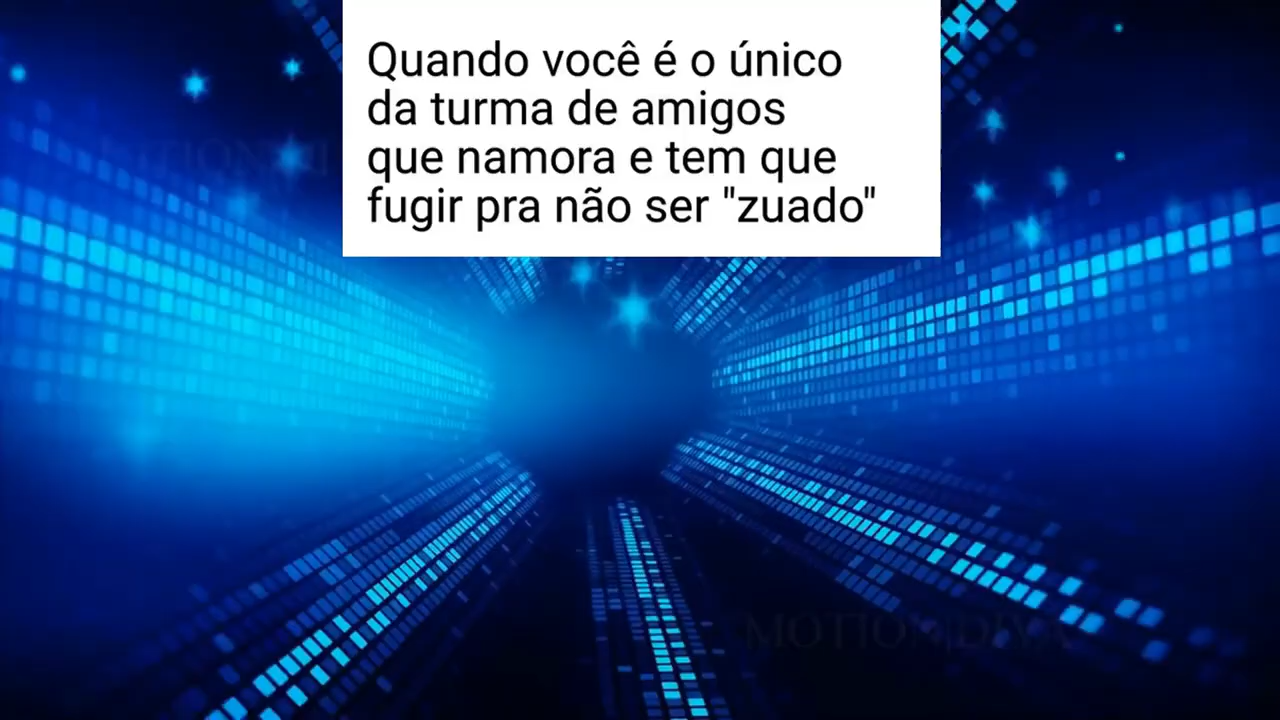 Quando você é o único
da turma de amigos
que namora e tem que
fugir pra não ser "zuado"